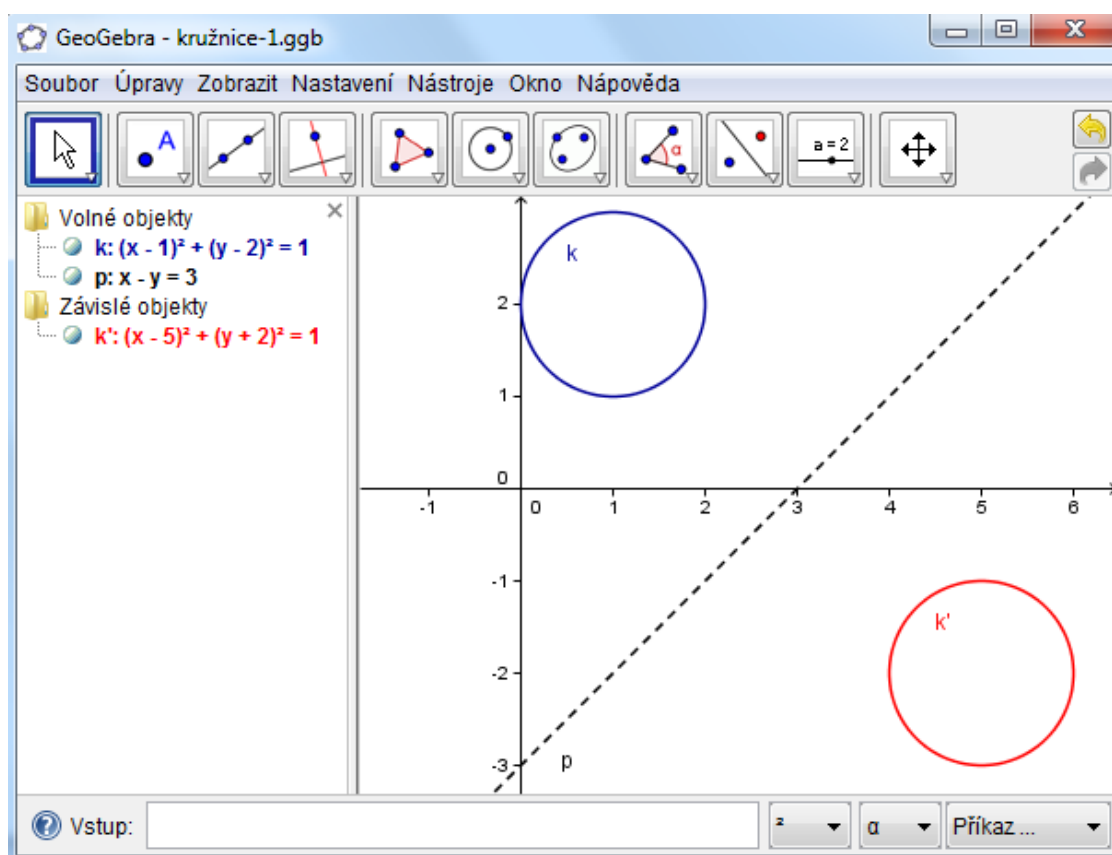 GeoGebra - kružnice-1.ggb
Soubor Úpravy Zobrazit Nastavení Nástroje Okno Nápověda
A
α
a = 2
Volné objekty
k: (x - 1)² + (y - 2)² = 1
p: x - y = 3
Závislé objekty
k': (x - 5)² + (y + 2)² = 1
k
2
1
0
-1 0 1 2 3 4 5 6
-1
k'
-2
-3
p
Vstup: ² α Příkaz ...